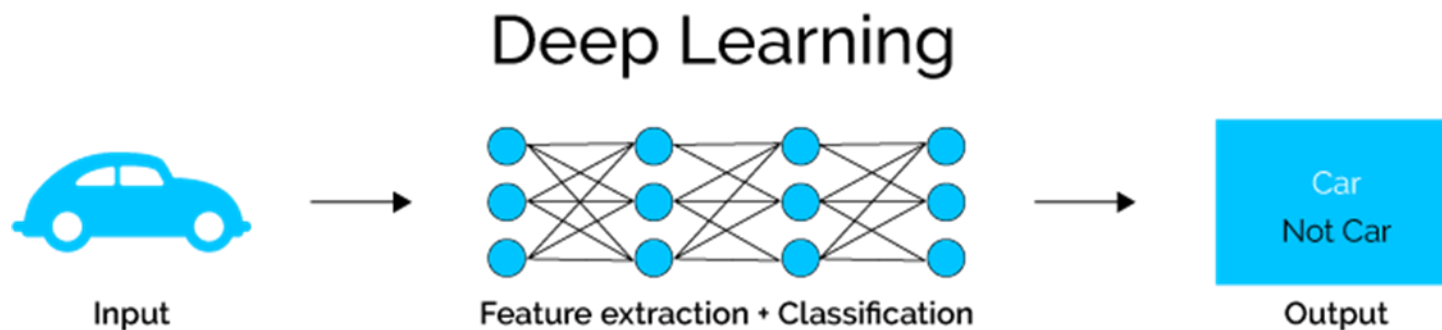 Deep Learning
Car
Not Car
Input
Feature extraction + Classification
Output